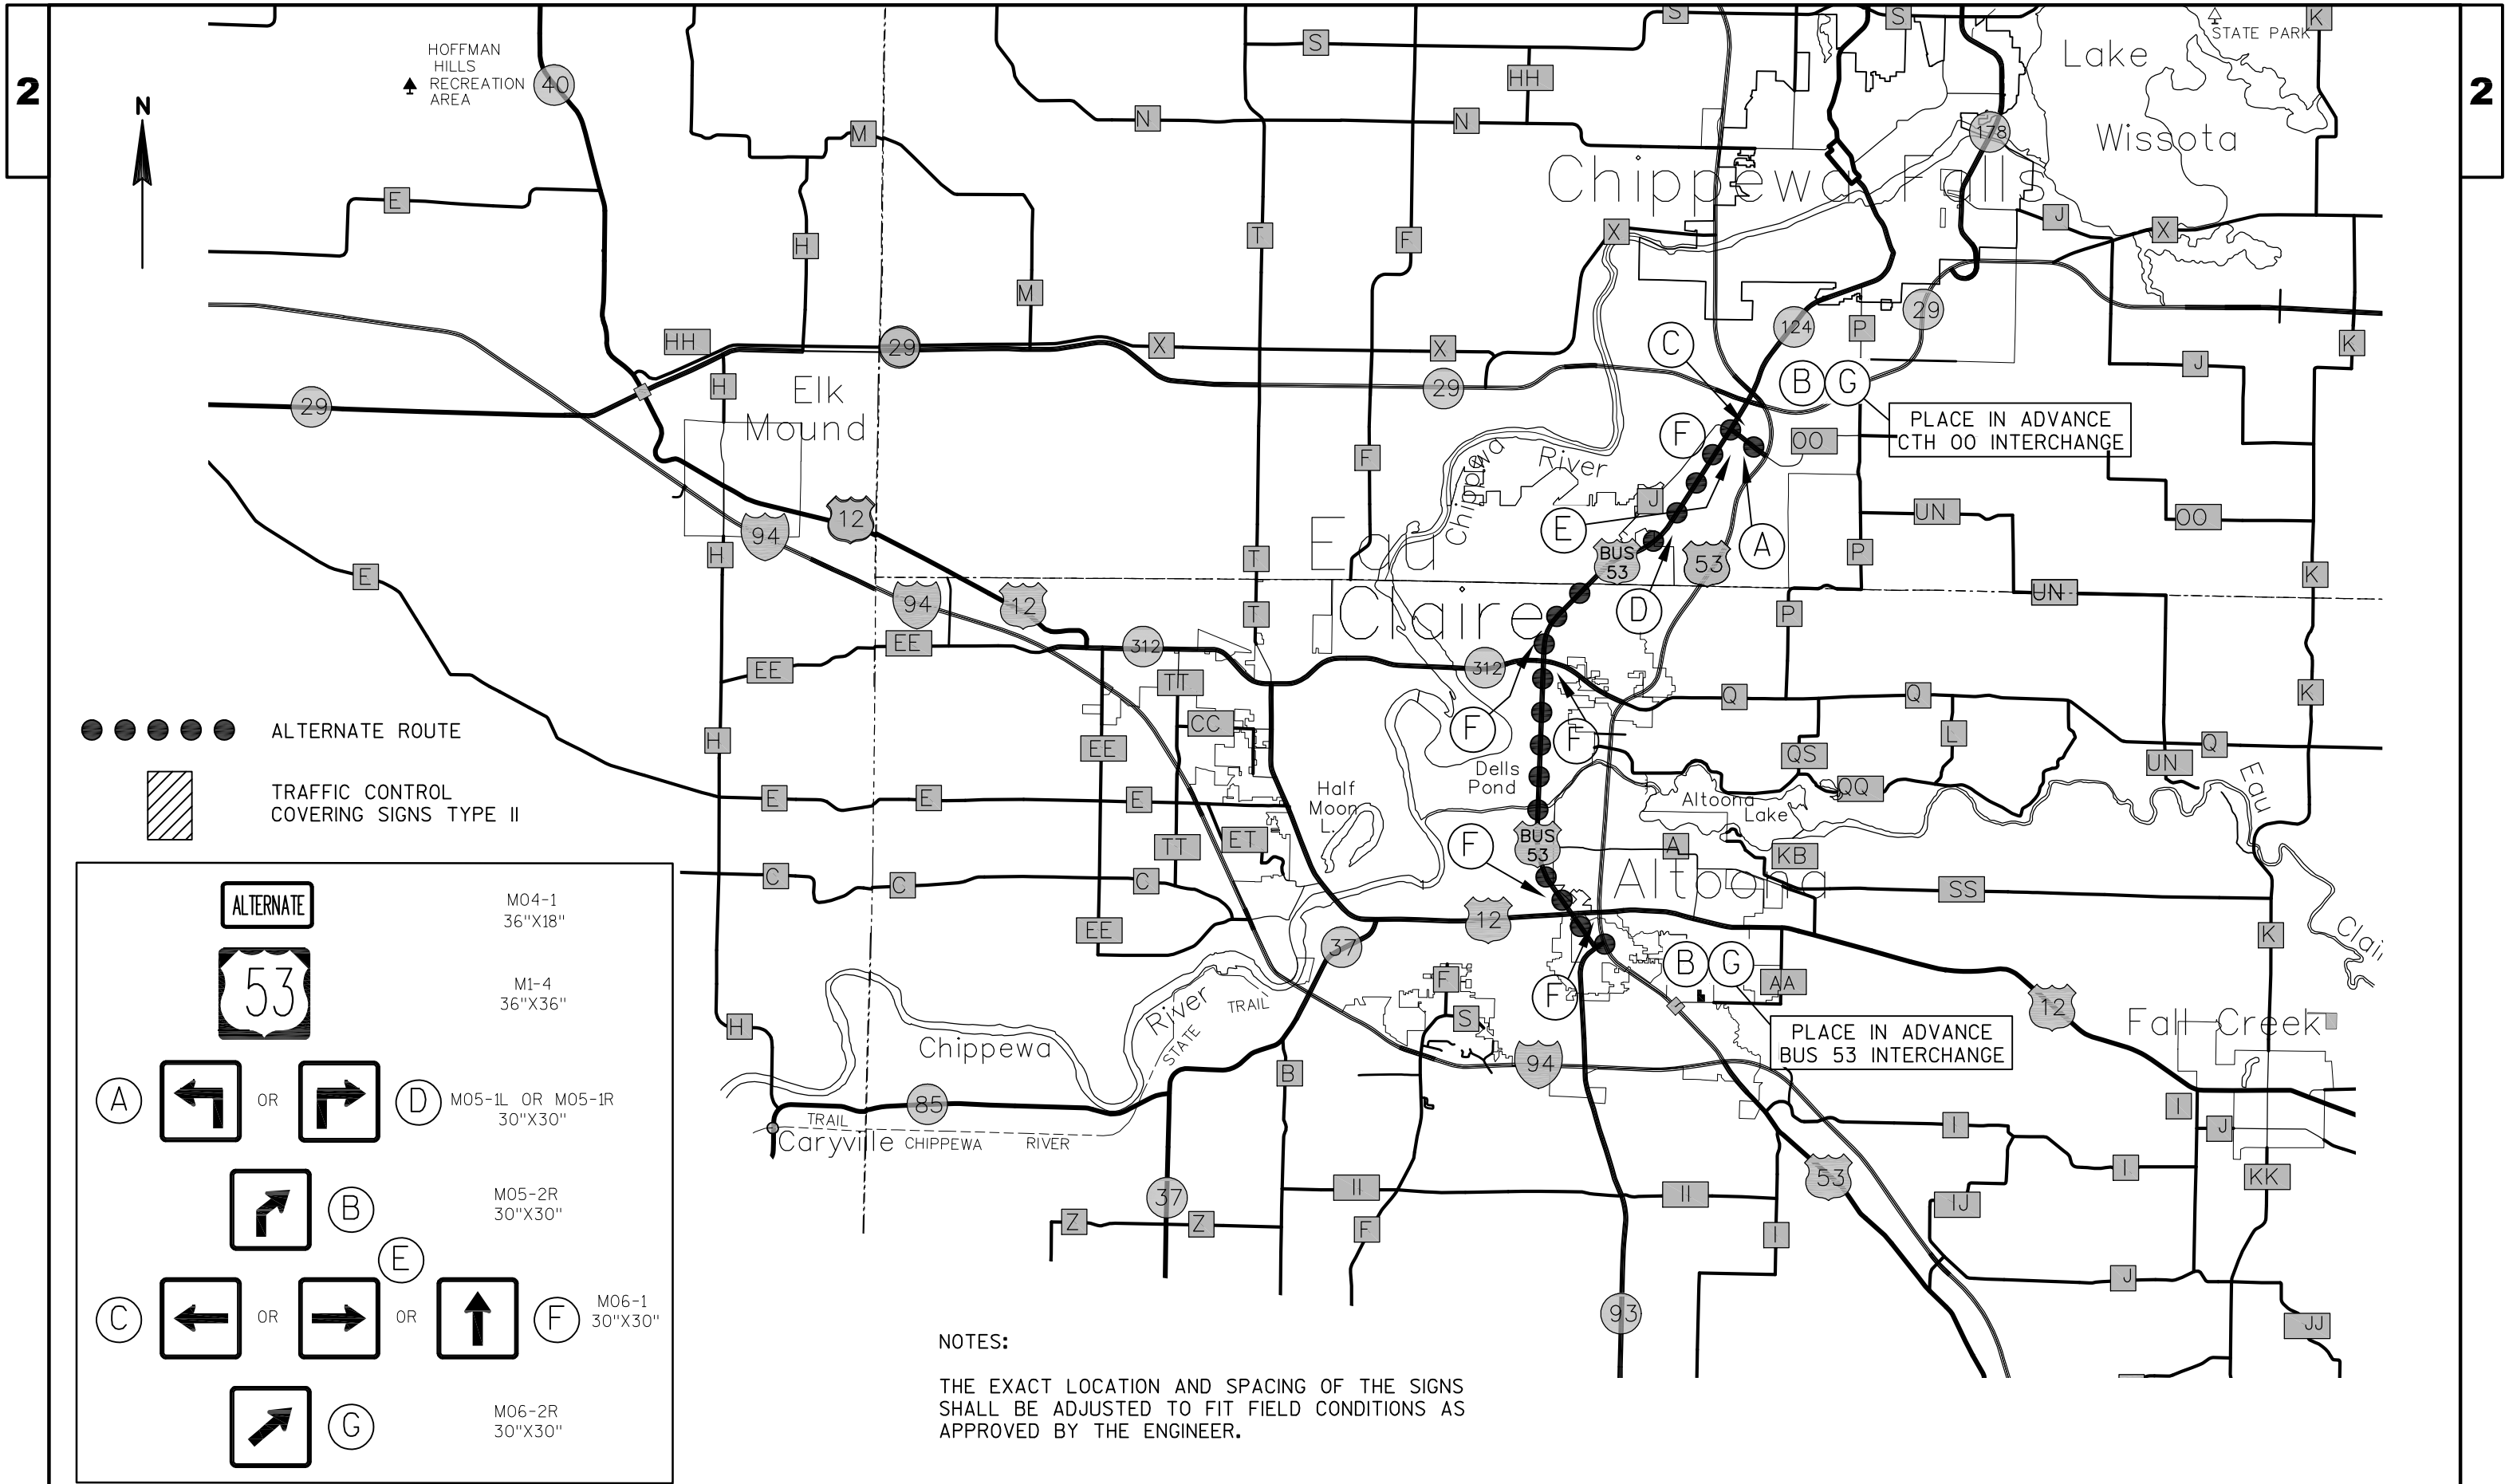 2
2
HOFFMAN
HILLS
RECREATION
AREA
N
40
STATE PARK
Lake
Wissota
178
Chippewa Falls
S
S
S
K
HH
M
N
N
E
H
T
F
X
J
X
M
HH
29
X
X
29
124
P
29
K
J
C
B
G
29
H
Elk
Mound
PLACE IN ADVANCE
CTH OO INTERCHANGE
F
OO
F
Chippewa
River
J
UN
OO
94
12
E
BUS
53
53
A
Eau
Claire
H
T
P
K
E
94
12
T
D
P
UN
EE
EE
312
312
TT
Q
Q
K
ALTERNATE ROUTE
H
CC
EE
F
F
QS
L
UN
Q
Dells
Pond
TRAFFIC CONTROL
COVERING SIGNS TYPE II
E
E
E
Half
Moon
L.
Altoona
Lake
QQ
Eau
ET
TT
F
BUS
53
A
KB
C
C
C
Altoona
SS
ALTERNATE
M04-1
36"X18"
EE
37
12
K
Clai
53
M1-4
36"X36"
F
B
G
AA
12
River
TRAIL
STATE
F
S
H
Chippewa
PLACE IN ADVANCE
BUS 53 INTERCHANGE
Fall Creek
94
B
A
OR
D
M05-1L OR M05-1R
30"X30"
85
TRAIL
Caryville
CHIPPEWA
RIVER
I
I
J
I
53
KK
B
M05-2R
30"X30"
37
II
II
IJ
Z
Z
F
I
E
J
C
OR
OR
F
M06-1
30"X30"
93
JJ
NOTES:
THE EXACT LOCATION AND SPACING OF THE SIGNS
SHALL BE ADJUSTED TO FIT FIELD CONDITIONS AS
APPROVED BY THE ENGINEER.
G
M06-2R
30"X30"